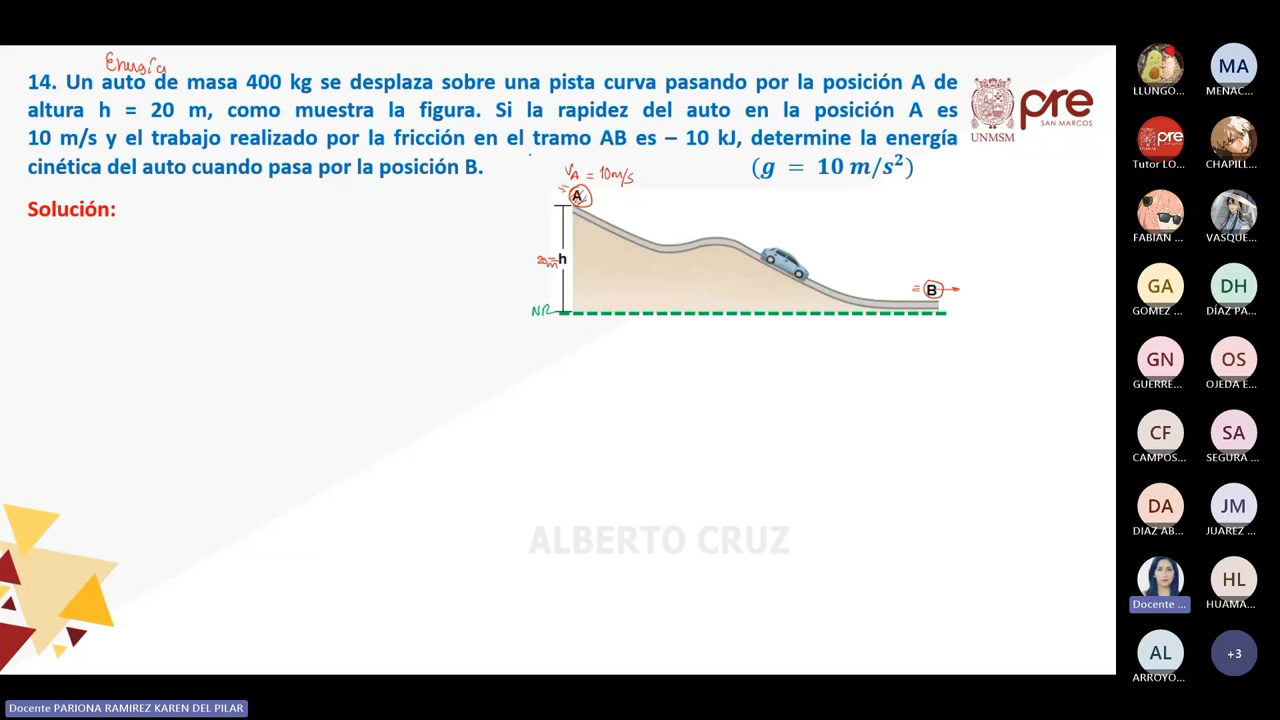 Energía
14. Un auto de masa 400 kg se desplaza sobre una pista curva pasando por la posición A de
altura h = 20 m, como muestra la figura. Si la rapidez del auto en la posición A es
10 m/s y el trabajo realizado por la fricción en el tramo AB es – 10 kJ, determine la energía
cinética del auto cuando pasa por la posición B.
(g = 10 m/s²)
Solución:
V_A = 10m/s
A
20m = h
B
NR
pre
SAN MARCOS
UNMSM
ALBERTO CRUZ
LLUNGO...
MA
MENAC...
pre
Tutor LO...
CHAPILL...
FABIAN ...
VASQUE...
GA
GOMEZ ...
DH
DÍAZ PA...
GN
GUERRE...
OS
OJEDA E...
CF
CAMPOS...
SA
SEGURA ...
DA
DIAZ AB...
JM
JUAREZ ...
Docente ...
HL
HUAMA...
AL
ARROYO...
+3
Docente PARIONA RAMIREZ KAREN DEL PILAR